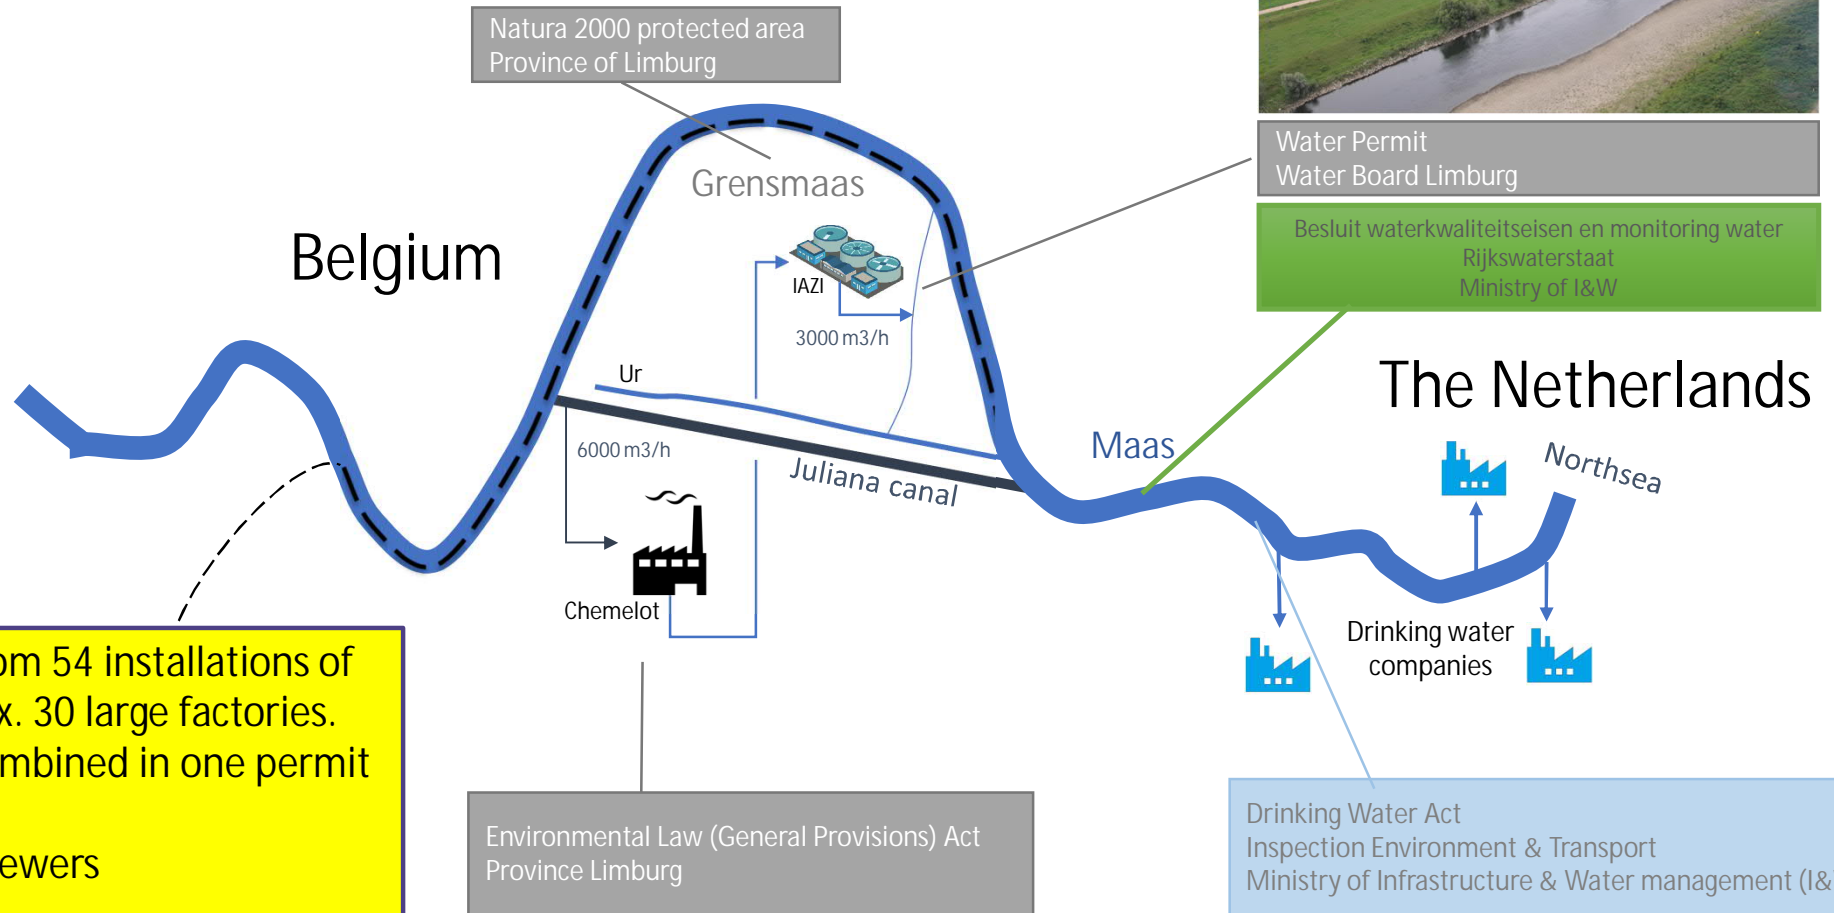 Natura 2000 protected area
Province of Limburg
Water Permit
Water Board Limburg
Grensmaas
Besluit waterkwaliteitseisen en monitoring water
Rijkswaterstaat
Ministry of I&W
Belgium
IAZI
3000 m3/h
The Netherlands
Ur
6000 m3/h
Juliana canal
Maas
Northsea
Chemelot
Drinking water
companies
54 installations of
30 large factories.
in one permit
Environmental Law (General Provisions) Act
Province Limburg
Drinking Water Act
Inspection Environment & Transport
Ministry of Infrastructure & Water management (I&